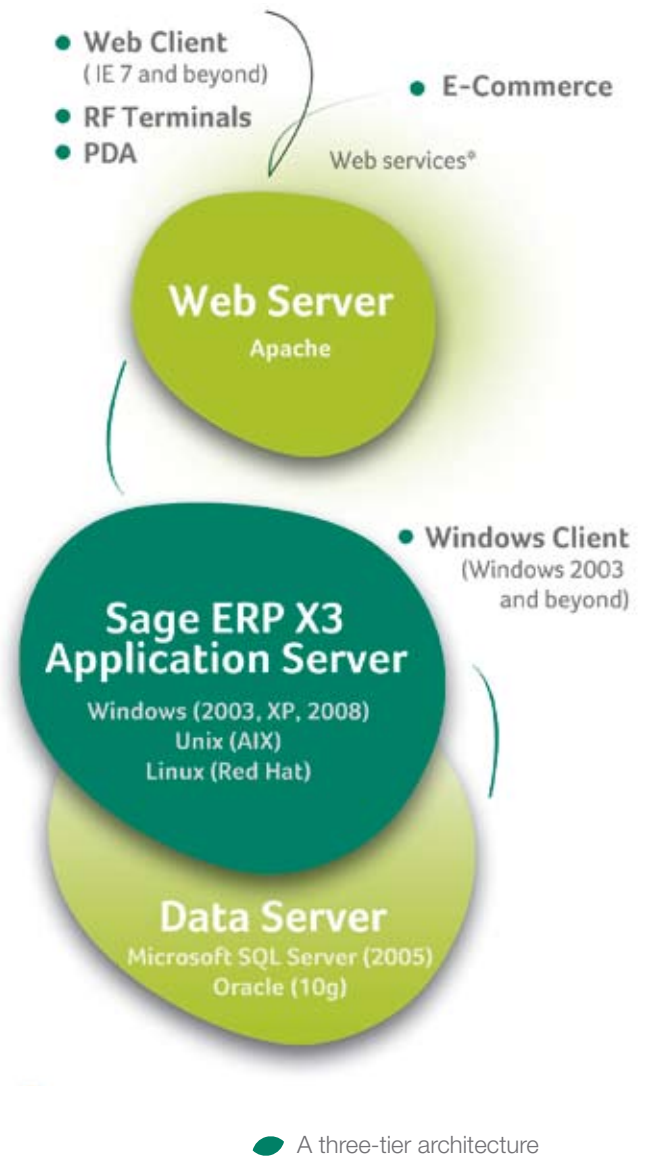 Web Client
( IE 7 and beyond)
RF Terminals
PDA
E-Commerce
Web services*
Web Server
Apache
Windows Client
(Windows 2003
and beyond)
Sage ERP X3
Application Server
Windows (2003, XP, 2008)
Unix (AIX)
Linux (Red Hat)
Data Server
Microsoft SQL Server (2005)
Oracle (10g)
A three-tier architecture